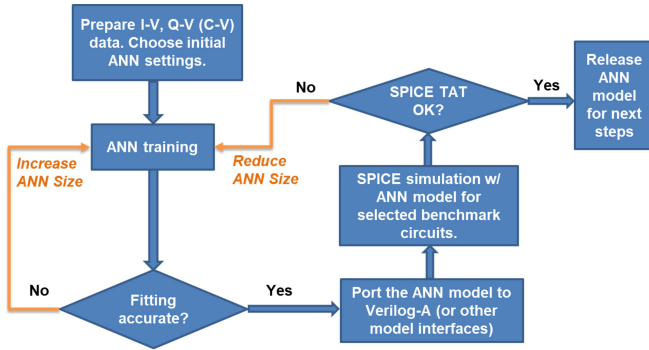 Prepare I-V, Q-V (C-V)
data. Choose initial
ANN settings.
ANN training
Increase
ANN Size
No
Fitting
accurate?
Yes
Port the ANN model to
Verilog-A (or other
model interfaces)
SPICE simulation w/
ANN model for
selected benchmark
circuits.
SPICE TAT
OK?
No
Reduce
ANN Size
Yes
Release
ANN
model
for next
steps